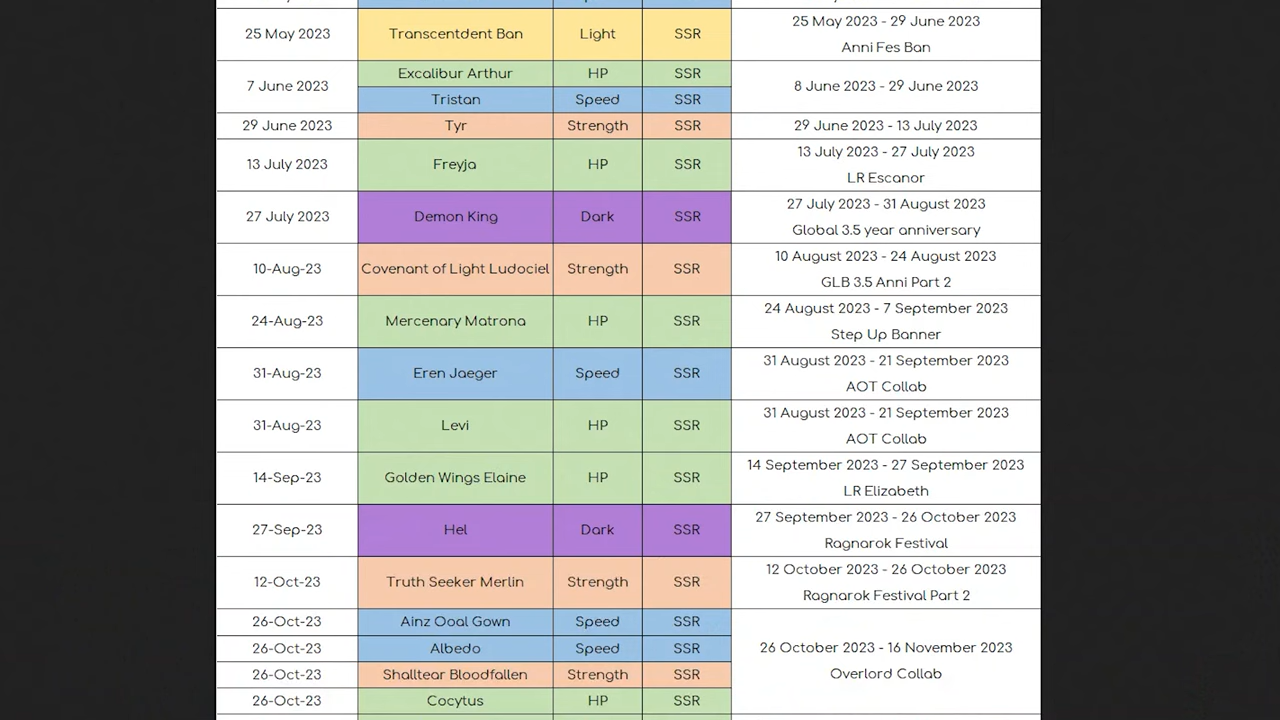 25 May 2023 Transcentdent Ban Light SSR 25 May 2023 - 29 June 2023
Anni Fes Ban
7 June 2023 Excalibur Arthur HP SSR 8 June 2023 - 29 June 2023
Tristan Speed SSR
29 June 2023 Tyr Strength SSR 29 June 2023 - 13 July 2023
13 July 2023 Freyja HP SSR 13 July 2023 - 27 July 2023
LR Escanor
27 July 2023 Demon King Dark SSR 27 July 2023 - 31 August 2023
Global 3.5 year anniversary
10-Aug-23 Covenant of Light Ludociel Strength SSR 10 August 2023 - 24 August 2023
GLB 3.5 Anni Part 2
24-Aug-23 Mercenary Matrona HP SSR 24 August 2023 - 7 September 2023
Step Up Banner
31-Aug-23 Eren Jaeger Speed SSR 31 August 2023 - 21 September 2023
AOT Collab
31-Aug-23 Levi HP SSR 31 August 2023 - 21 September 2023
AOT Collab
14-Sep-23 Golden Wings Elaine HP SSR 14 September 2023 - 27 September 2023
LR Elizabeth
27-Sep-23 Hel Dark SSR 27 September 2023 - 26 October 2023
Ragnarok Festival
12-Oct-23 Truth Seeker Merlin Strength SSR 12 October 2023 - 26 October 2023
Ragnarok Festival Part 2
26-Oct-23 Ainz Ooal Gown Speed SSR
26-Oct-23 Albedo Speed SSR 26 October 2023 - 16 November 2023
26-Oct-23 Shalltear Bloodfallen Strength SSR Overlord Collab
26-Oct-23 Cocytus HP SSR